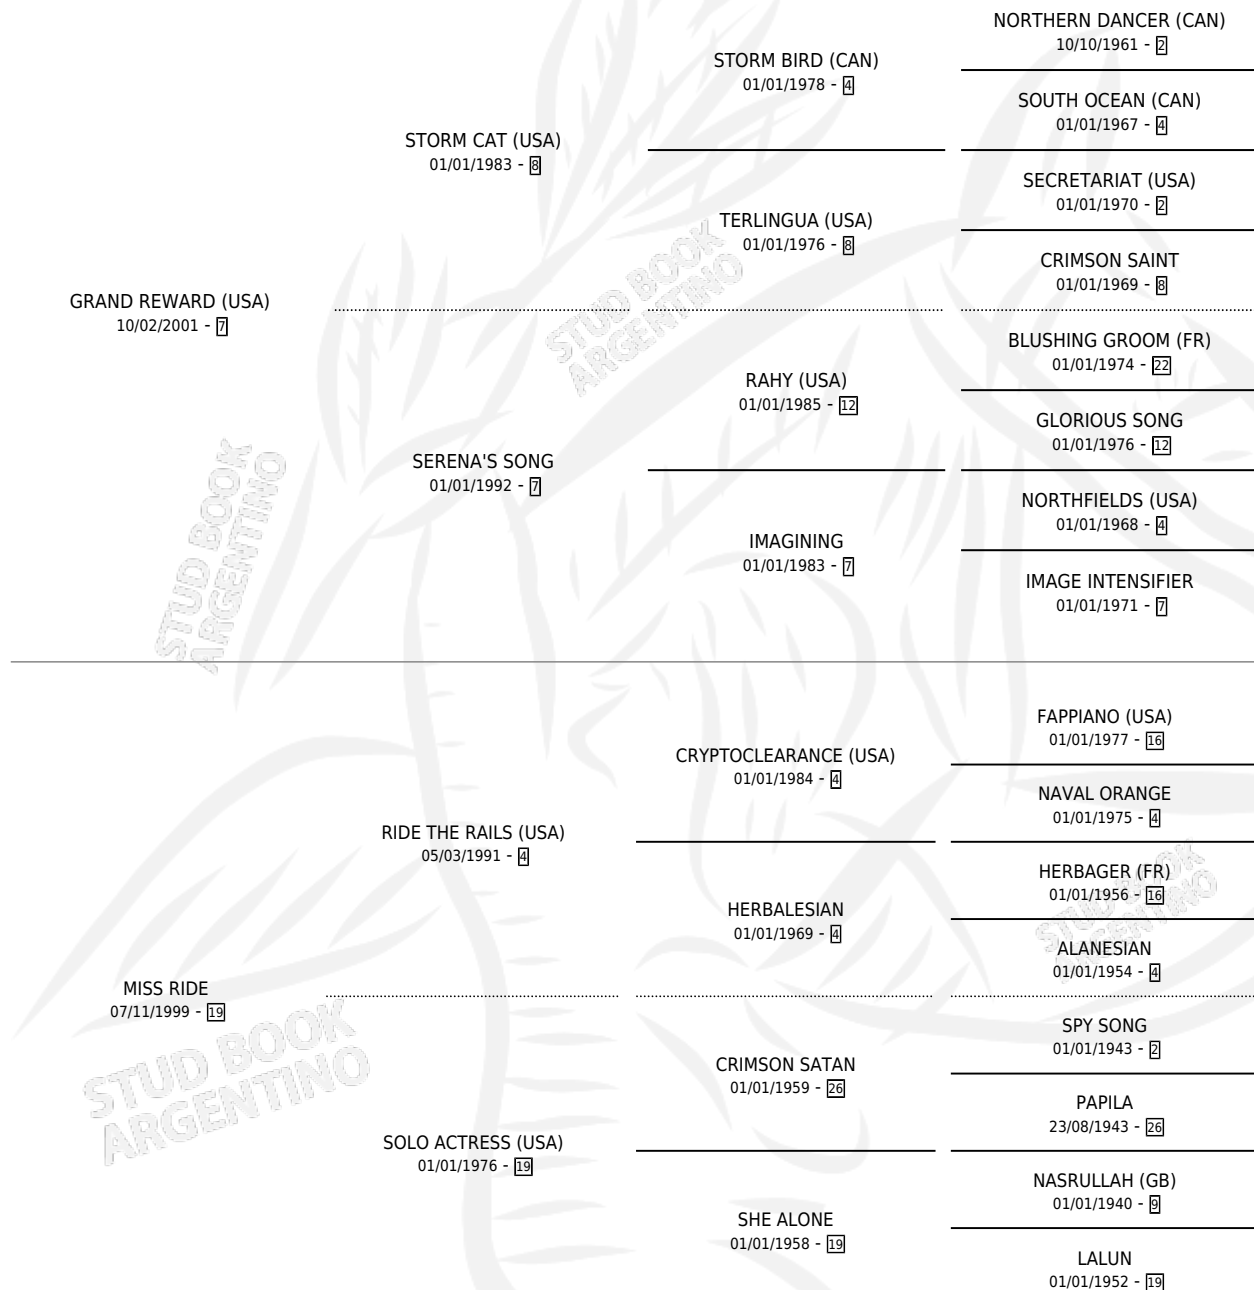 NORTHERN DANCER (CAN)
10/10/1961 - 2
STORM BIRD (CAN)
01/01/1978 - 4
SOUTH OCEAN (CAN)
01/01/1967 - 4
STORM CAT (USA)
01/01/1983 - 8
SECRETARIAT (USA)
01/01/1970 - 2
TERLINGUA (USA)
01/01/1976 - 8
CRIMSON SAINT
01/01/1969 - 8
GRAND REWARD (USA)
10/02/2001 - 7
STUD BOOK
ARGENTINO
BLUSHING GROOM (FR)
01/01/1974 - 22
RAHY (USA)
01/01/1985 - 12
GLORIOUS SONG
01/01/1976 - 12
SERENA'S SONG
01/01/1992 - 7
NORTHFIELDS (USA)
01/01/1968 - 4
IMAGINING
01/01/1983 - 7
IMAGE INTENSIFIER
01/01/1971 - 7
STUD BOOK
ARGENTINO
FAPPIANO (USA)
01/01/1977 - 16
CRYPTOCLEARANCE (USA)
01/01/1984 - 4
NAVAL ORANGE
01/01/1975 - 4
RIDE THE RAILS (USA)
05/03/1991 - 4
HERBAGER (FR)
01/01/1956 - 16
HERBALESIAN
01/01/1969 - 4
STUD BOOK
ARGENTINO
ALANESIAN
01/01/1954 - 4
MISS RIDE
07/11/1999 - 19
SPY SONG
01/01/1943 - 2
CRIMSON SATAN
01/01/1959 - 26
PAPILA
23/08/1943 - 26
STUD BOOK
ARGENTINO
SOLO ACTRESS (USA)
01/01/1976 - 19
NASRULLAH (GB)
01/01/1940 - 9
SHE ALONE
01/01/1958 - 19
LALUN
01/01/1952 - 19